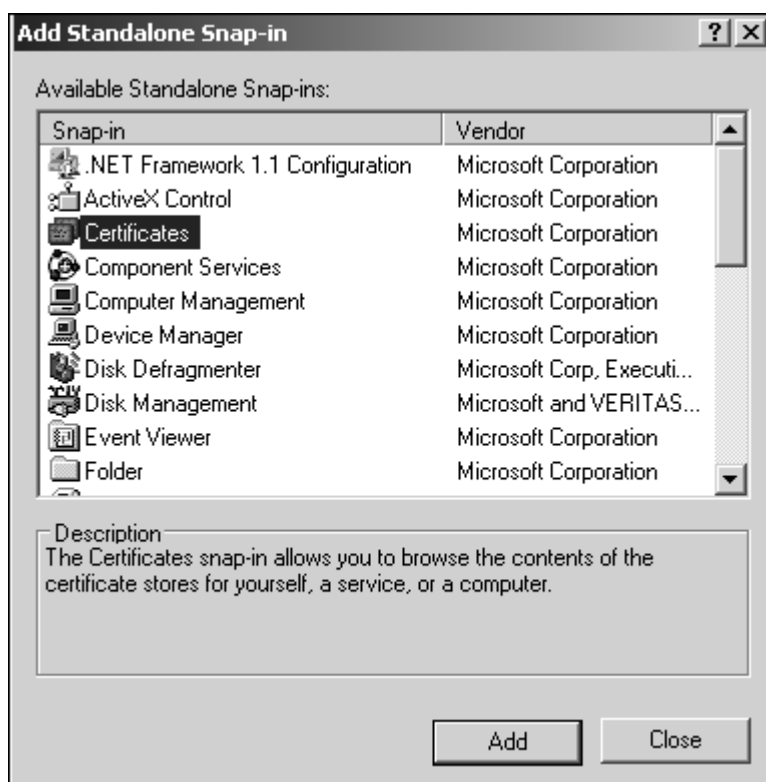 Add Standalone Snap-in
Available Standalone Snap-ins:
Snap-in Vendor
.NET Framework 1.1 Configuration Microsoft Corporation
ActiveX Control Microsoft Corporation
Certificates Microsoft Corporation
Component Services Microsoft Corporation
Computer Management Microsoft Corporation
Device Manager Microsoft Corporation
Disk Defragmenter Microsoft Corp, Executi...
Disk Management Microsoft and VERITAS...
Event Viewer Microsoft Corporation
Folder Microsoft Corporation
Description
The Certificates snap-in allows you to browse the contents of the
certificate stores for yourself, a service, or a computer.
Add Close